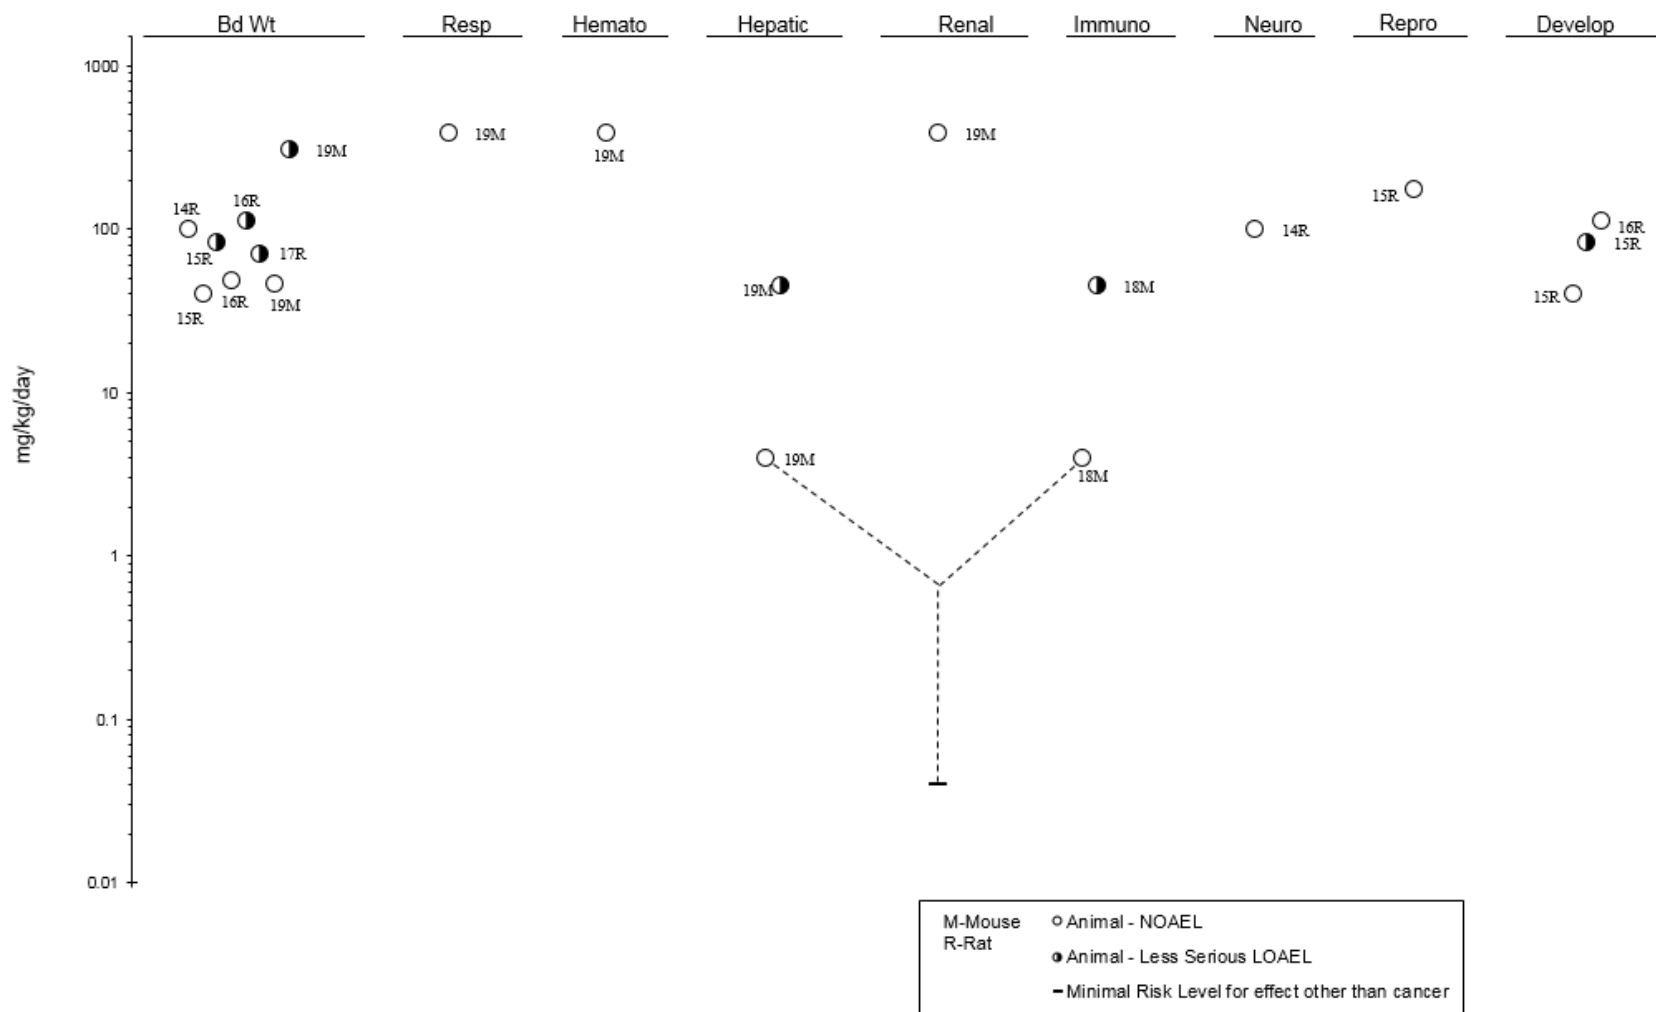 Bd Wt Resp Hemato Hepatic Renal Immuno Neuro Repro Develop
1000
19M 19M 19M 19M
16R 15R
14R
100 14R 16R
15R 17R 15R
19M 18M
16R 19M 15R
15R
mg/kg/day
10
19M 18M
1
0.1
0.01
M-Mouse Animal - NOAEL
R-Rat
Animal - Less Serious LOAEL
Minimal Risk Level for effect other than cancer